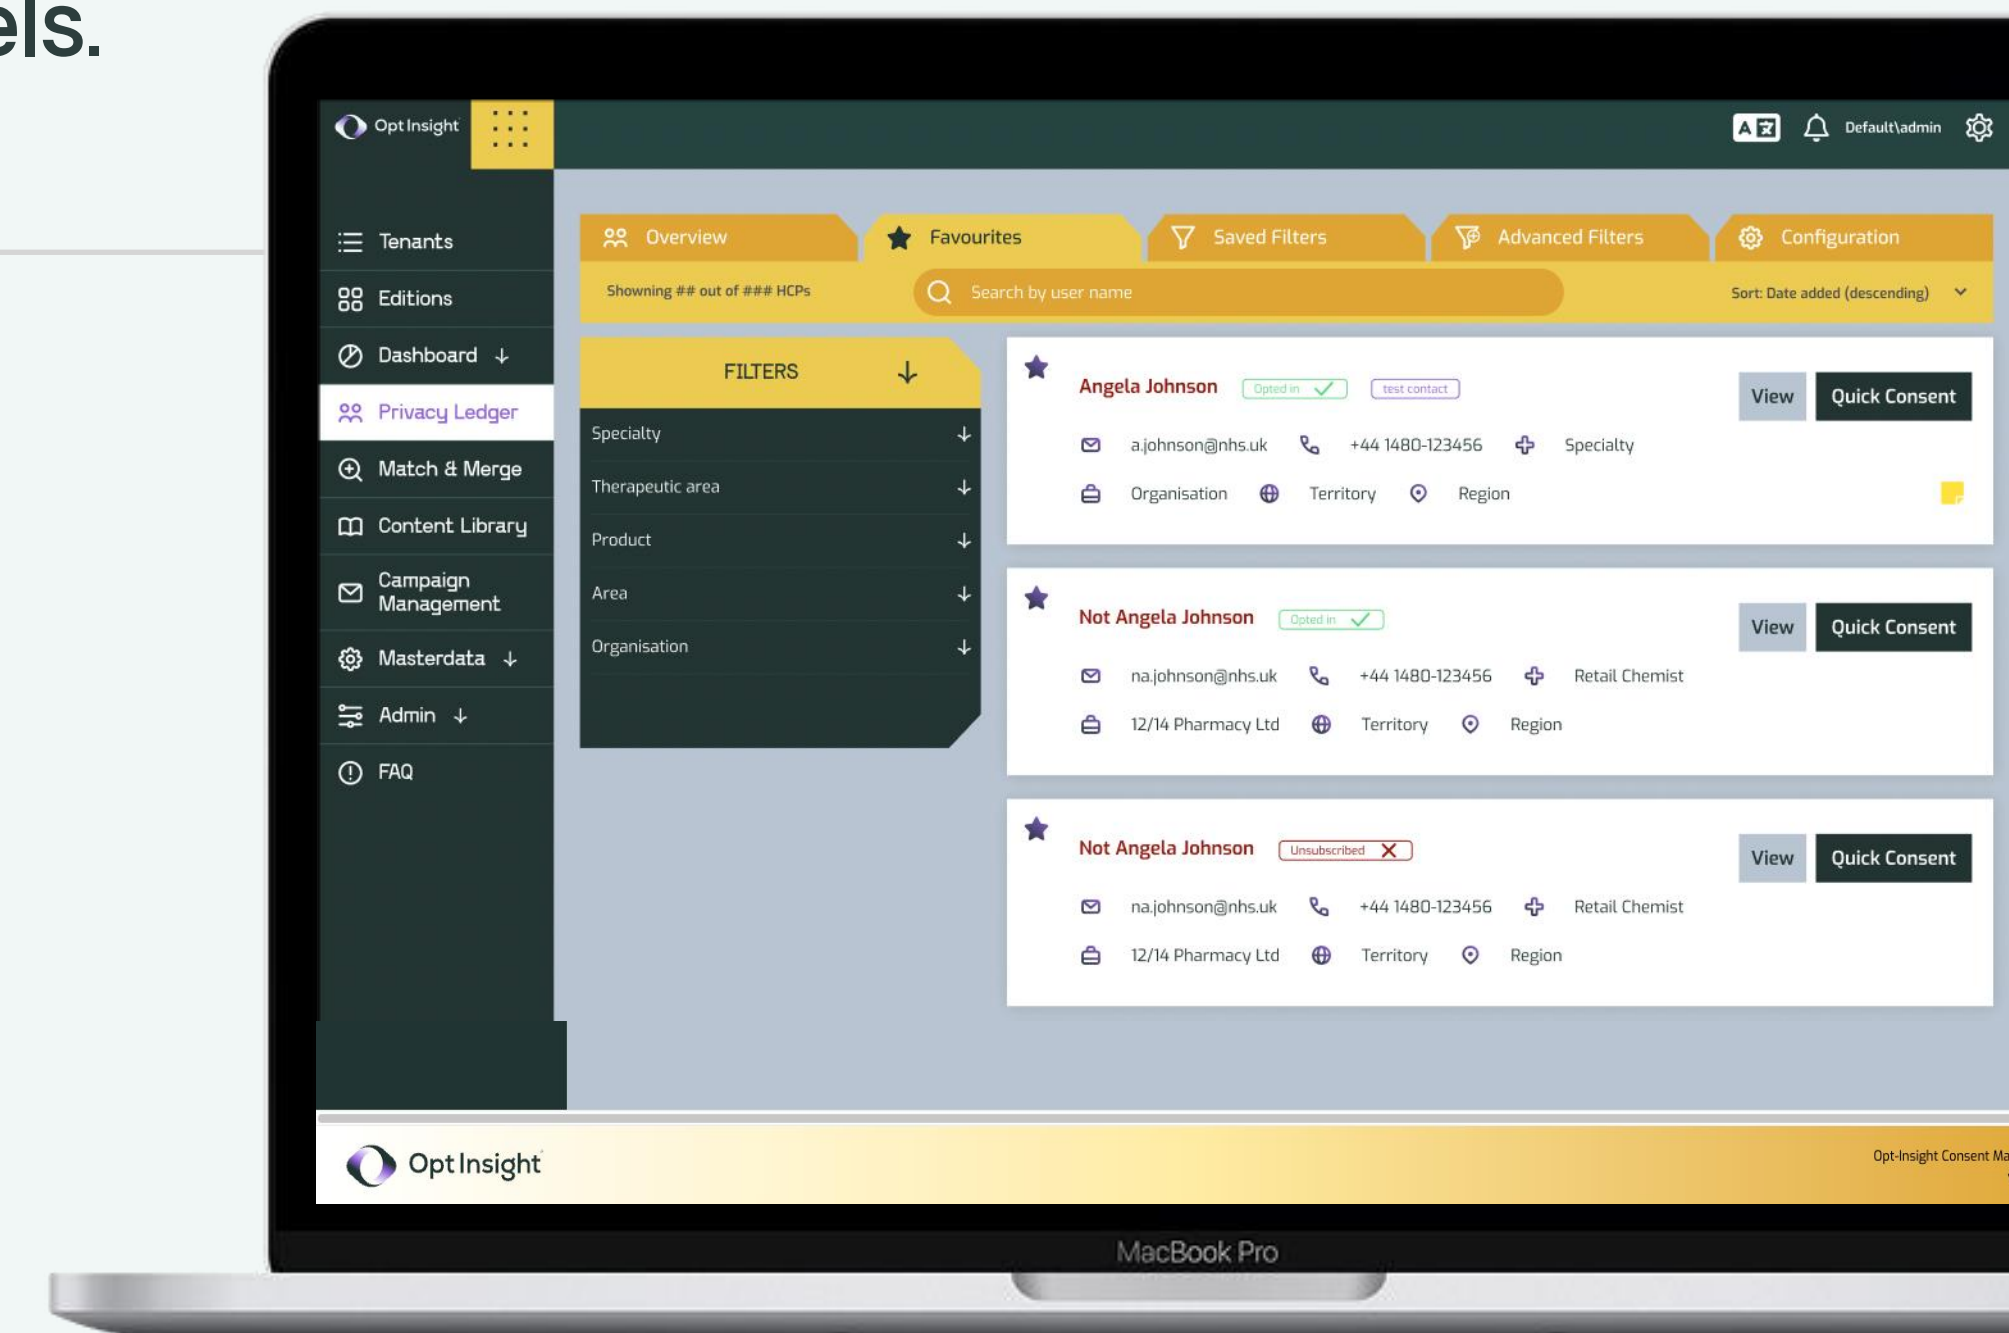 els.
Opt Insight
Default\admin
Tenants
Editions
Dashboard
Privacy Ledger
Match & Merge
Content Library
Campaign
Management
Masterdata
Admin
FAQ
Overview
Favourites
Saved Filters
Advanced Filters
Configuration
Showning ## out of ### HCPs
Search by user name
Sort: Date added (descending)
FILTERS
Specialty
Therapeutic area
Product
Area
Organisation
Angela Johnson
Opted in
test contact
View
Quick Consent
a.johnson@nhs.uk
+44 1480-123456
Specialty
Organisation
Territory
Region
Not Angela Johnson
Opted in
View
Quick Consent
na.johnson@nhs.uk
+44 1480-123456
Retail Chemist
12/14 Pharmacy Ltd
Territory
Region
Not Angela Johnson
Unsubscribed
View
Quick Consent
na.johnson@nhs.uk
+44 1480-123456
Retail Chemist
12/14 Pharmacy Ltd
Territory
Region
Opt Insight
Opt-Insight Consent Ma
MacBook Pro